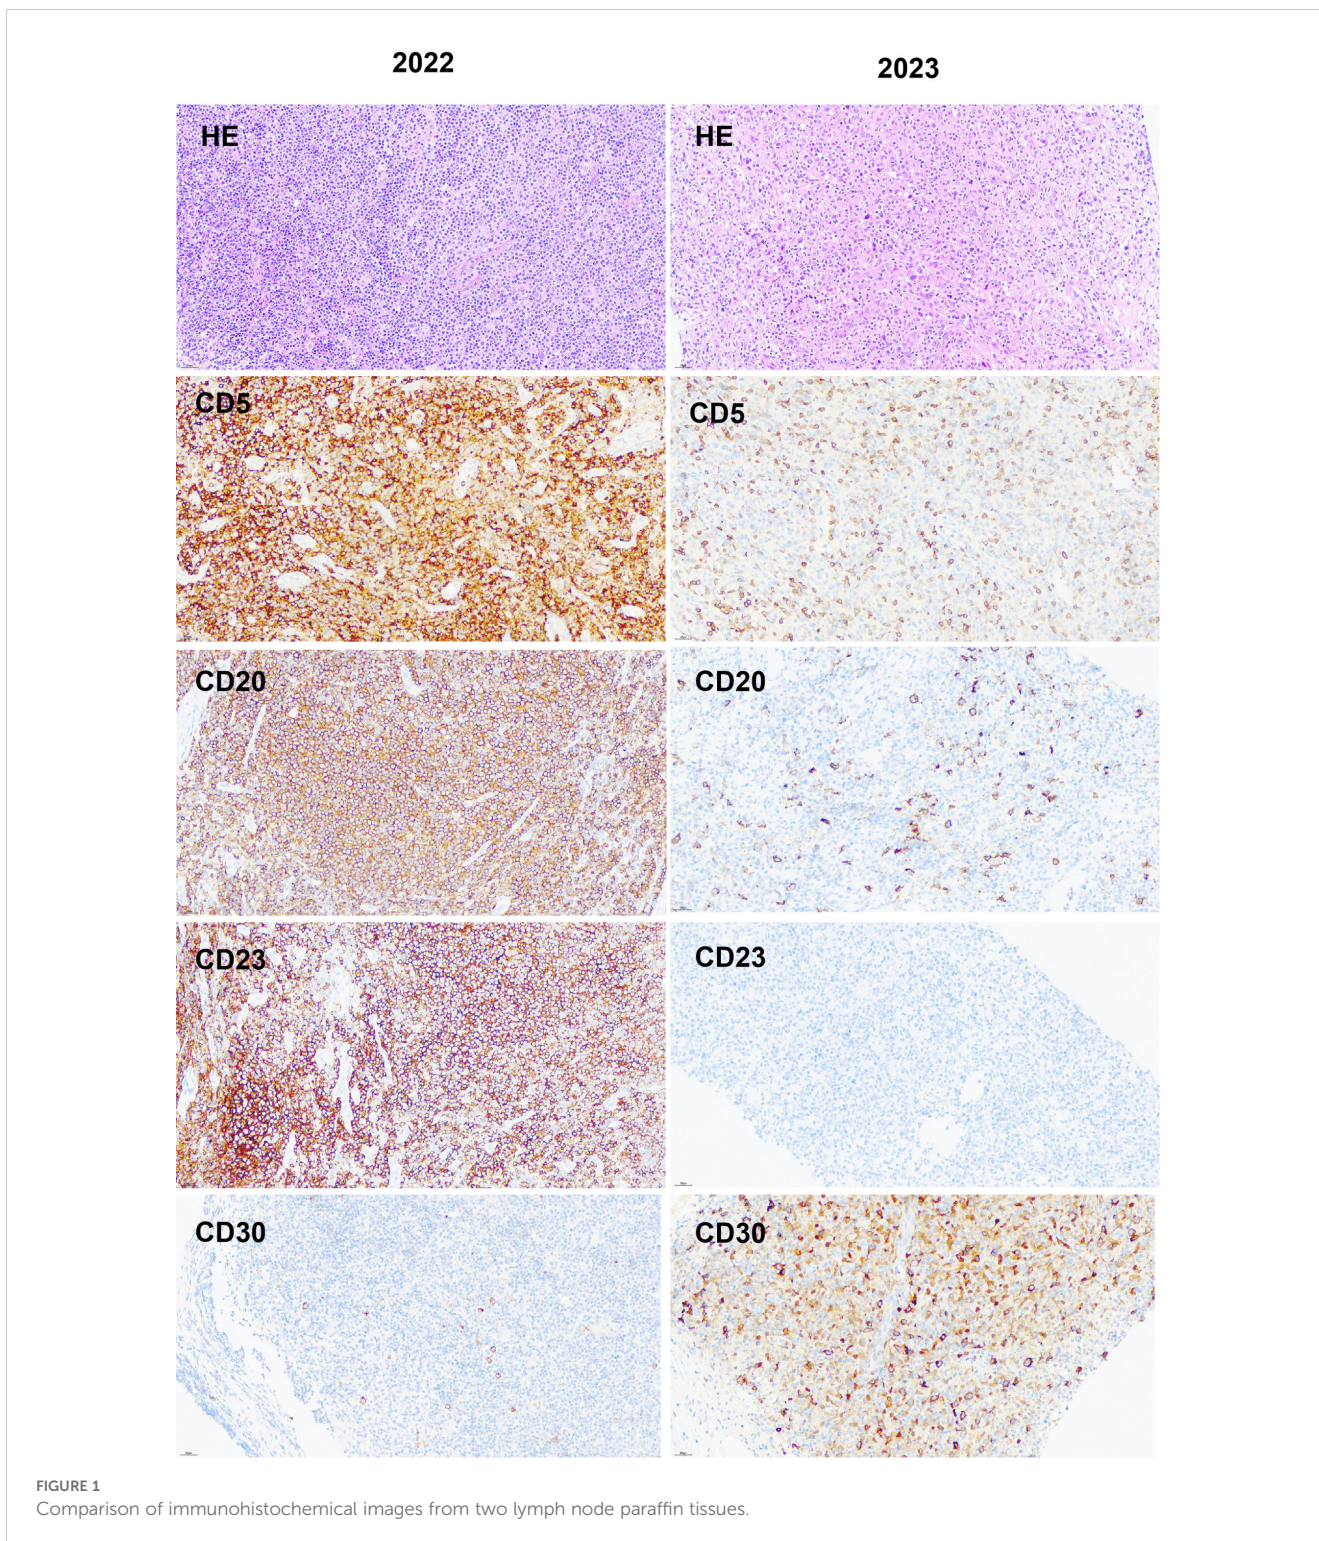 2022
2023
HE
HE
CD5
CD5
CD20
CD20
CD23
CD23
CD30
CD30
FIGURE 1
Comparison of immunohistochemical images from two lymph node paraffin tissues.